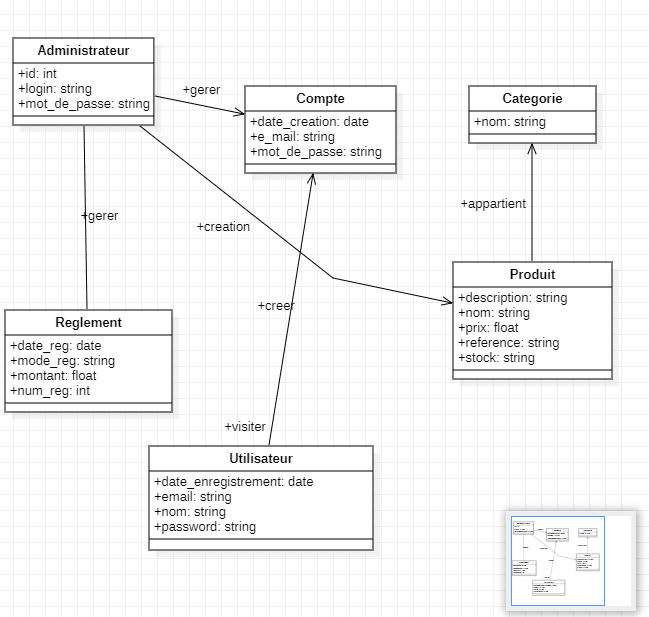 Administrateur
+id: int
+login: string
+mot_de_passe: string
+gerer
Compte
+date_creation: date
+e_mail: string
+mot_de_passe: string
Categorie
+nom: string
+appartient
+gerer
+creation
Produit
+description: string
+nom: string
+prix: float
+reference: string
+stock: string
+creer
Reglement
+date_reg: date
+mode_reg: string
+montant: float
+num_reg: int
+visiter
Utilisateur
+date_enregistrement: date
+email: string
+nom: string
+password: string